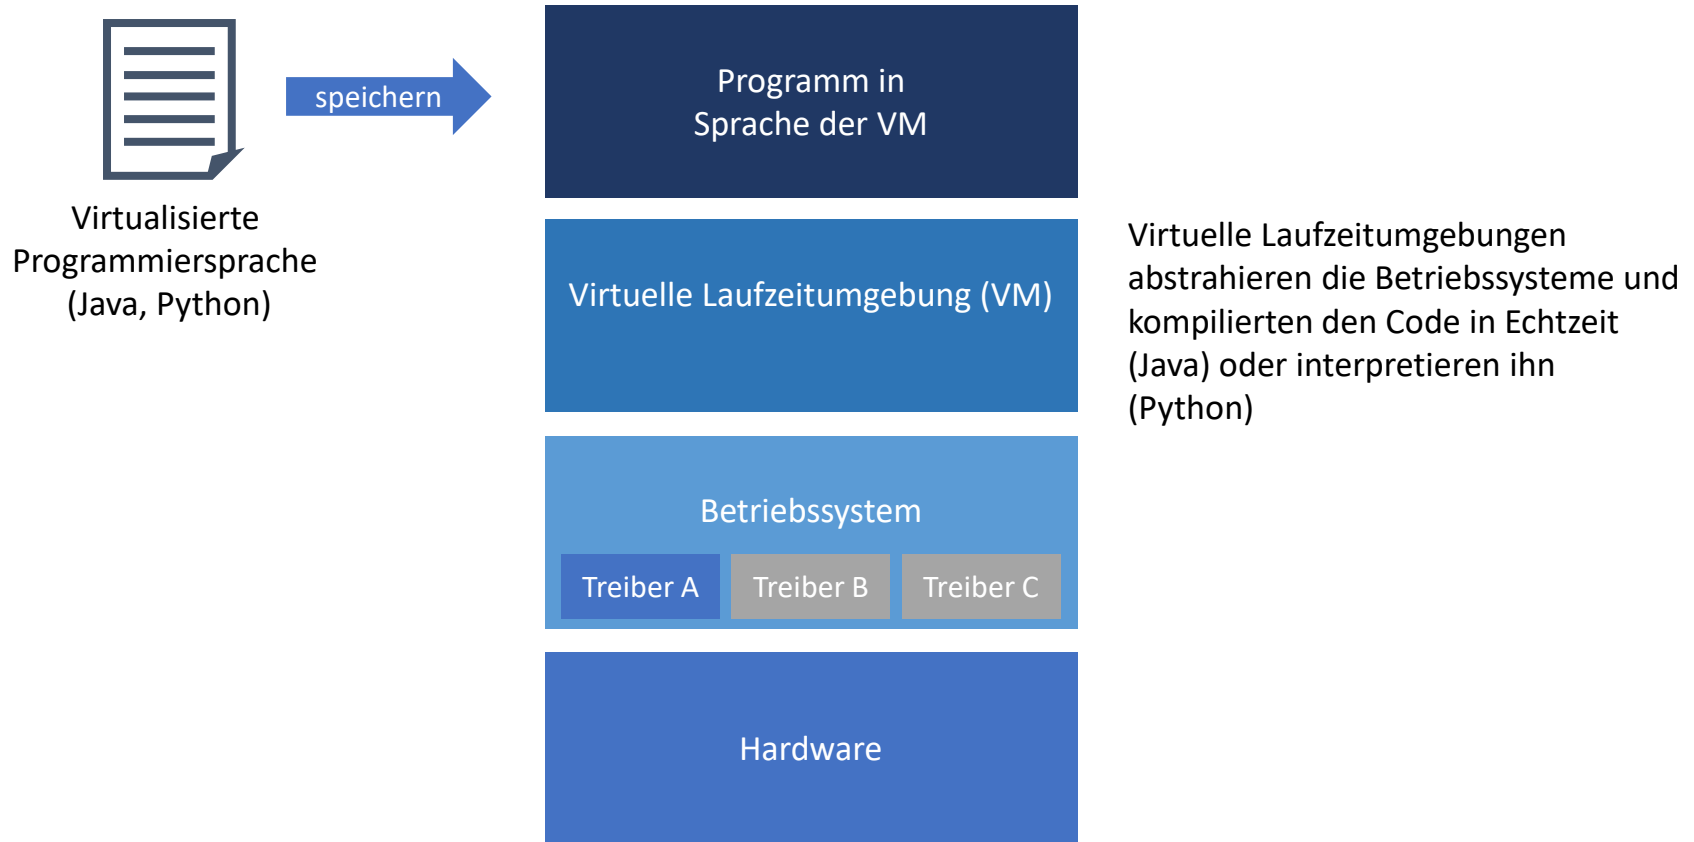 speichern
Virtualisierte
Programmiersprache
(Java, Python)
Programm in
Sprache der VM
Virtuelle Laufzeitumgebung (VM)
Virtuelle Laufzeitumgebungen
abstrahieren die Betriebssysteme und
kompilierten den Code in Echtzeit
(Java) oder interpretieren ihn
(Python)
Betriebssystem
Treiber A
Treiber B
Treiber C
Hardware